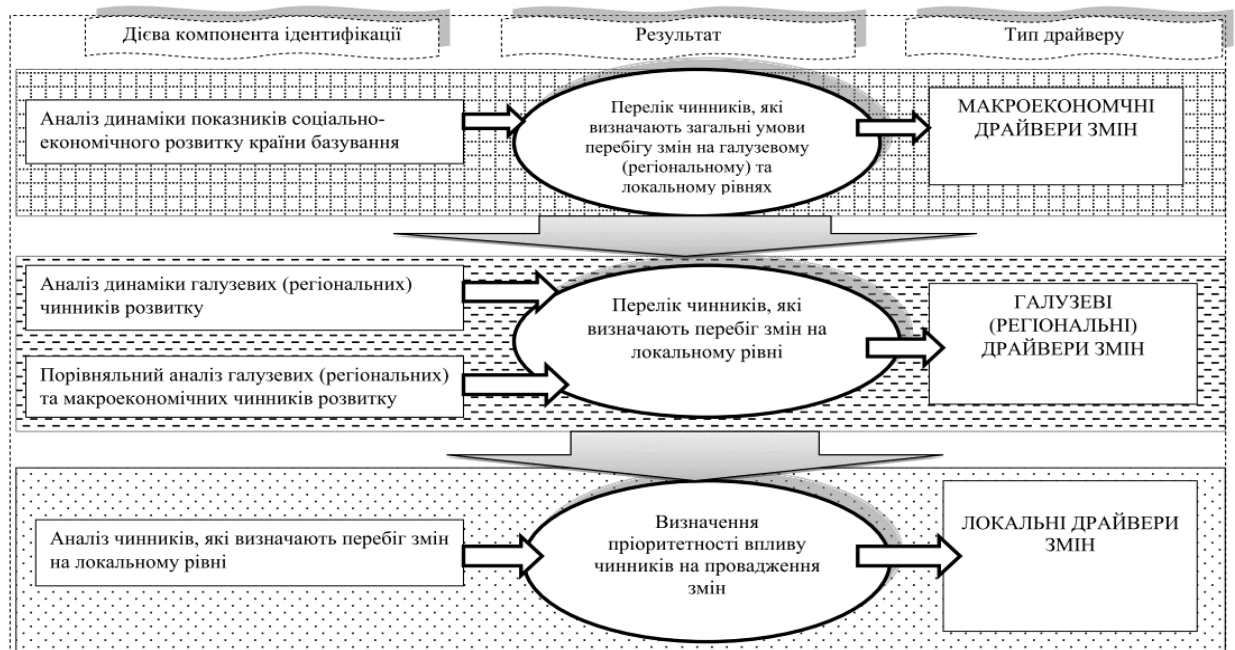 Дієва компонента ідентифікації
Результат
Тип драйверу
Аналіз динаміки показників соціально-
економічного розвитку країни базування
Перелік чинників, які
визначають загальні умови
перебігу змін на галузевому
(регіональному) та
локальному рівнях
МАКРОЕКОНОМЧНІ
ДРАЙВЕРИ ЗМІН
Аналіз динаміки галузевих (регіональних)
чинників розвитку
Порівняльний аналіз галузевих (регіональних)
та макроекономічних чинників розвитку
Перелік чинників, які
визначають перебіг змін на
локальному рівні
ГАЛУЗЕВІ
(РЕГІОНАЛЬНІ)
ДРАЙВЕРИ ЗМІН
Аналіз чинників, які визначають перебіг змін
на локальному рівні
Визначення
пріоритетності впливу
чинників на провадження
змін
ЛОКАЛЬНІ ДРАЙВЕРИ
ЗМІН